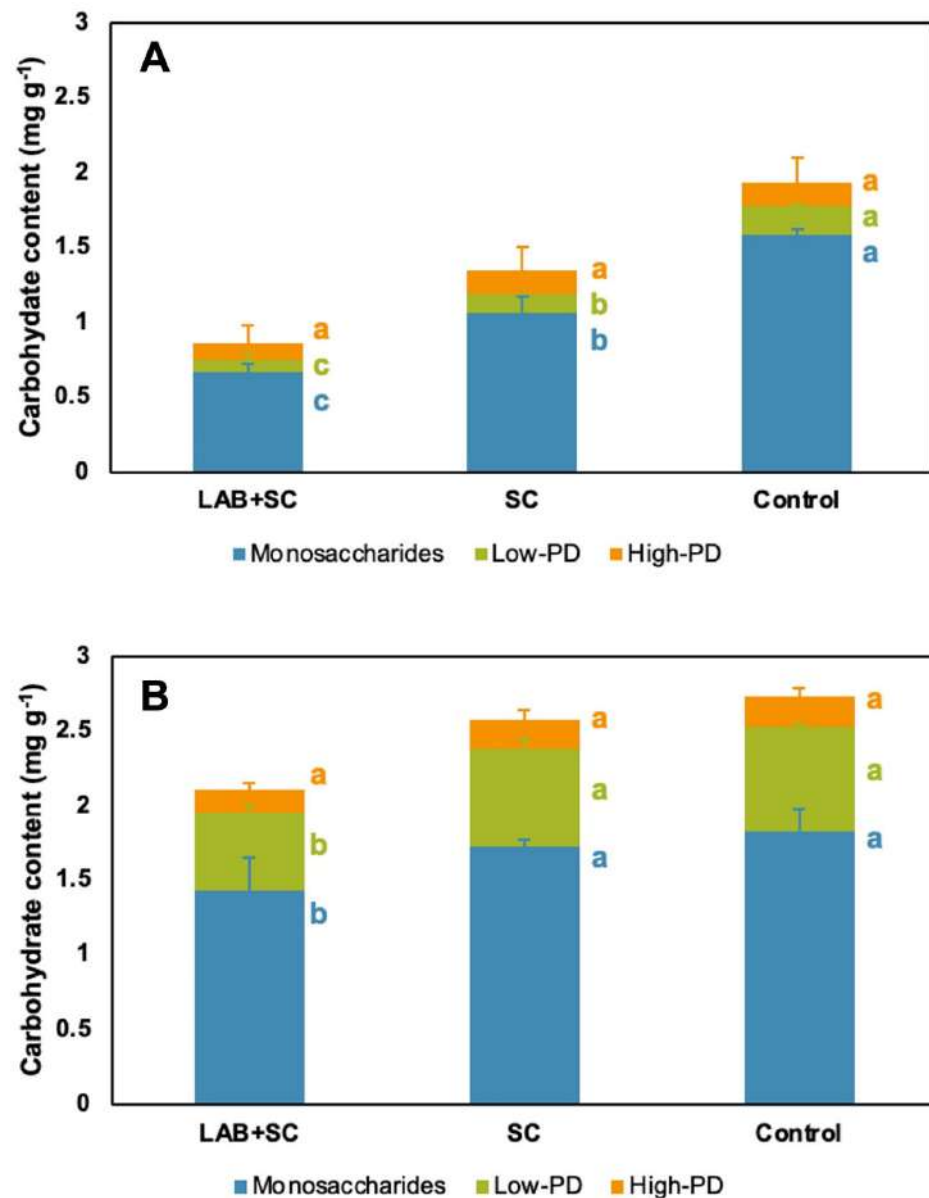 A
Carbohydate content (mg g-1)
3
2.5
2
1.5
1
0.5
0
a
c
c
a
b
b
a
a
a
LAB+SC SC Control
Monosaccharides Low-PD High-PD
B
Carbohydrate content (mg g-1)
3
2.5
2
1.5
1
0.5
0
a
b
b
a
a
a
a
a
a
LAB+SC SC Control
Monosaccharides Low-PD High-PD